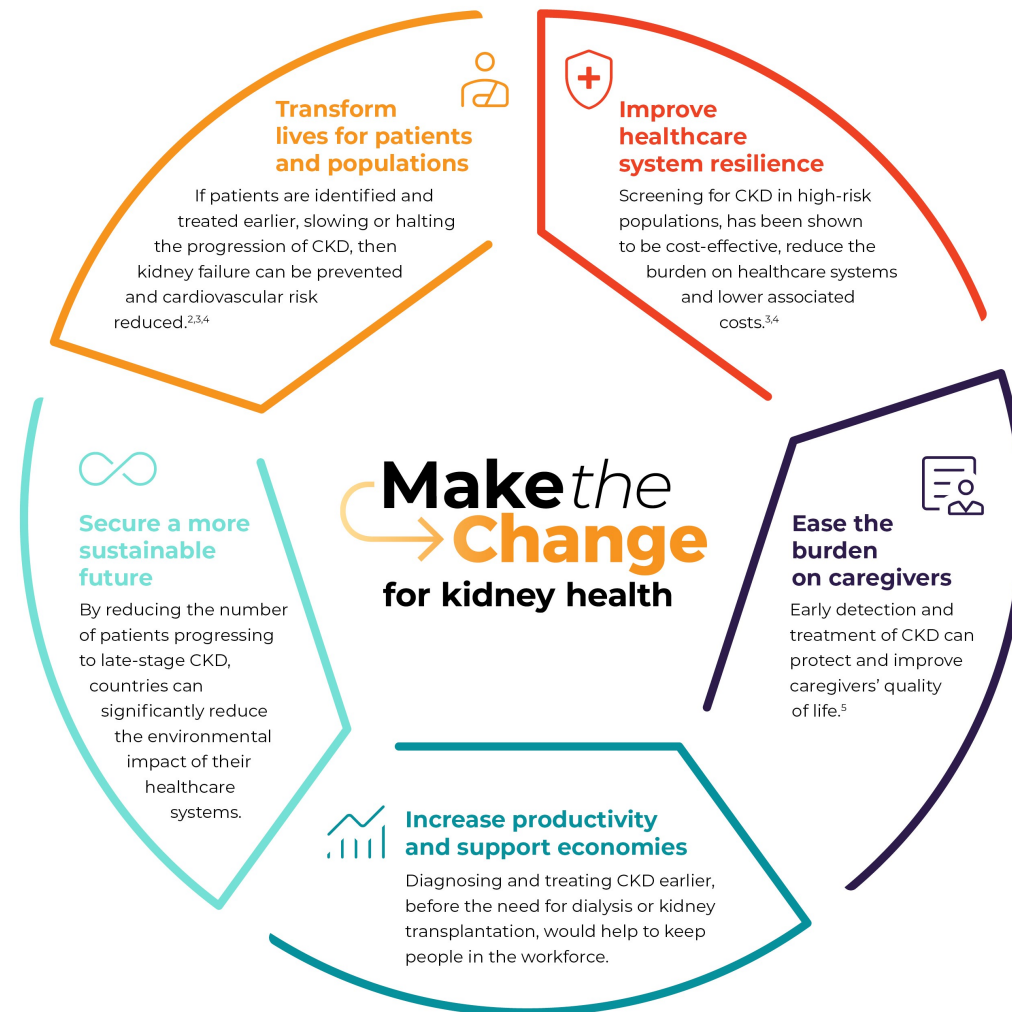 Transform
lives for patients
and populations
If patients are identified and
treated earlier, slowing or halting
the progression of CKD, then
kidney failure can be prevented
and cardiovascular risk
reduced.2,3,4
Improve
healthcare
system resilience
Screening for CKD in high-risk
populations, has been shown
to be cost-effective, reduce the
burden on healthcare systems
and lower associated
costs.3,4
Ease the
burden
on caregivers
Early detection and
treatment of CKD can
protect and improve
caregivers’ quality
of life.5
Increase productivity
and support economies
Diagnosing and treating CKD earlier,
before the need for dialysis or kidney
transplantation, would help to keep
people in the workforce.
Secure a more
sustainable
future
By reducing the number
of patients progressing
to late-stage CKD,
countries can
significantly reduce
the environmental
impact of their
healthcare
systems.
Make the
Change
for kidney health